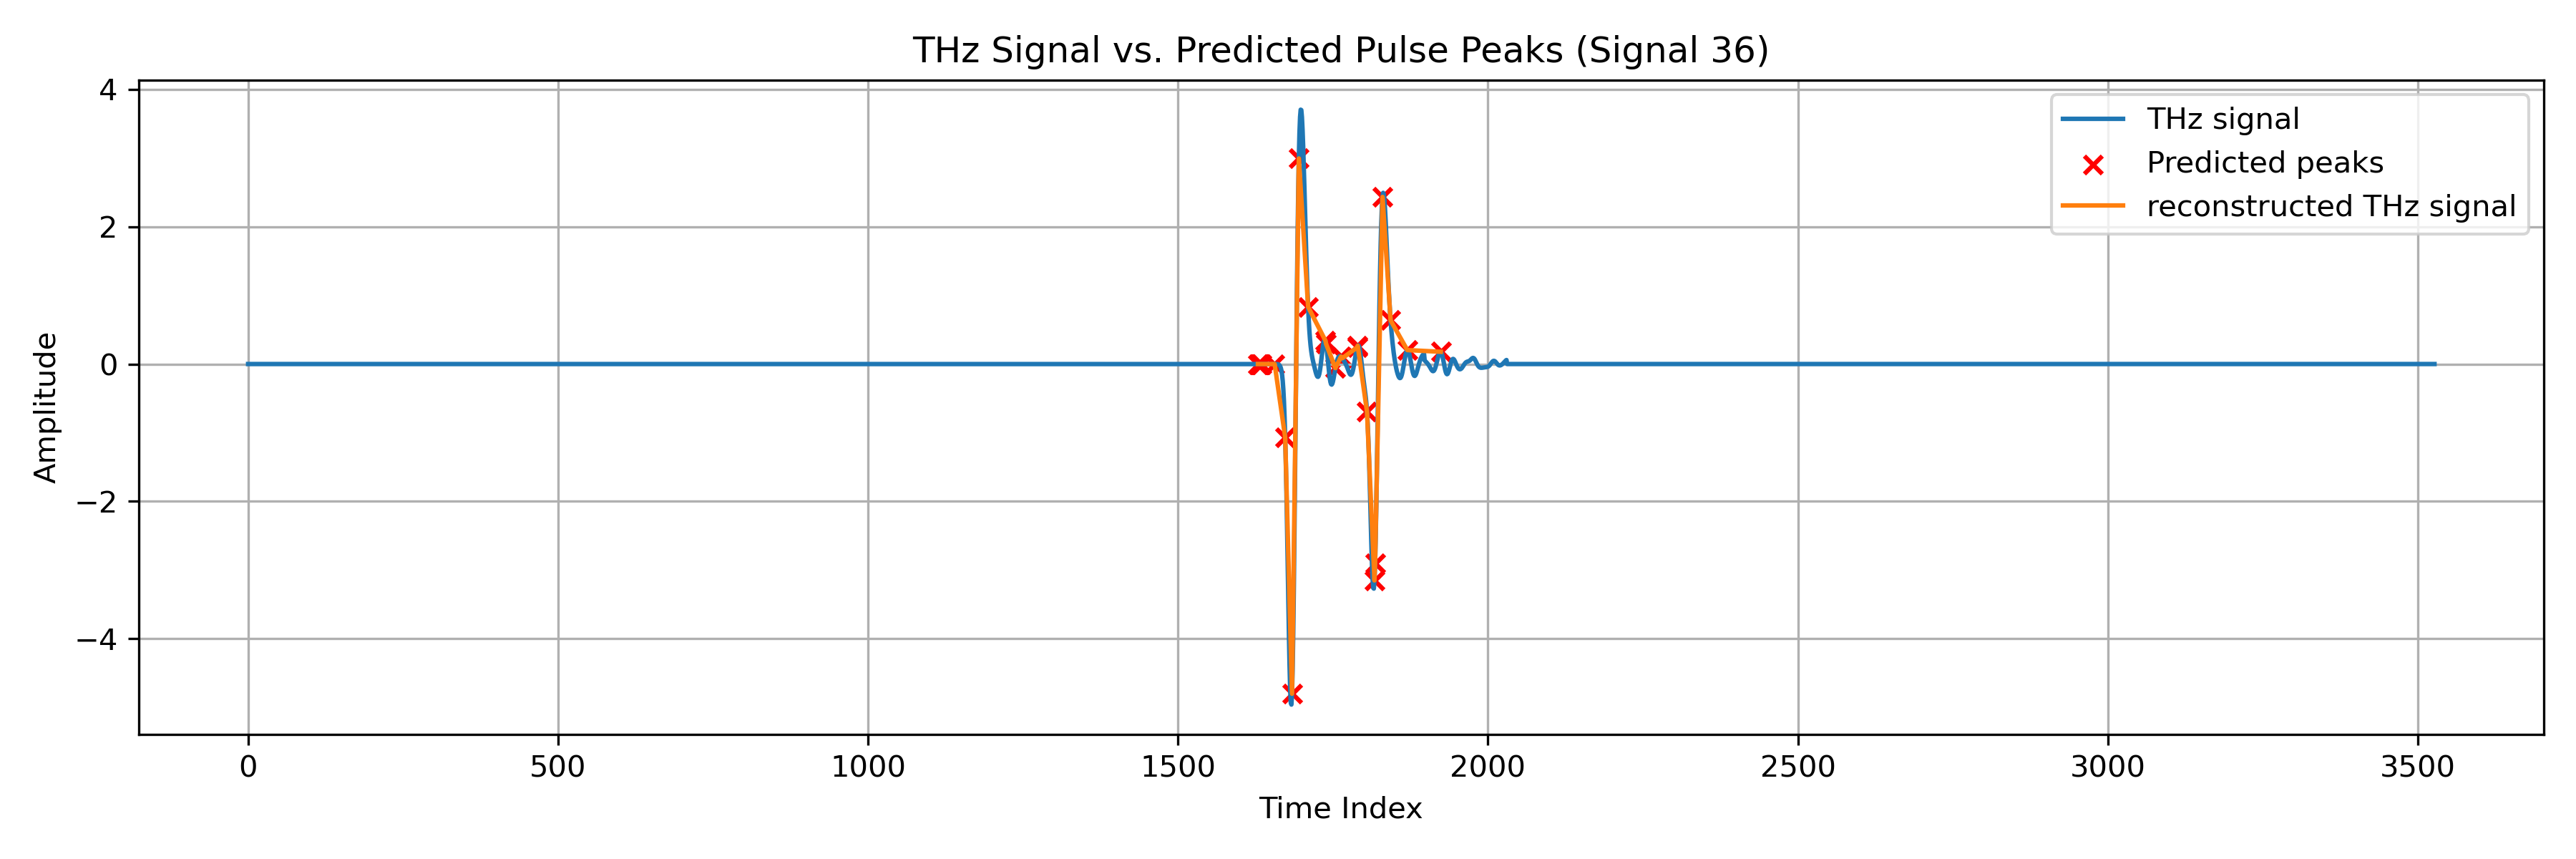 THz Signal vs. Predicted Pulse Peaks (Signal 36)
THz signal
Predicted peaks
reconstructed THz signal
Amplitude
4
2
0
−2
−4
0 500 1000 1500 2000 2500 3000 3500
Time Index